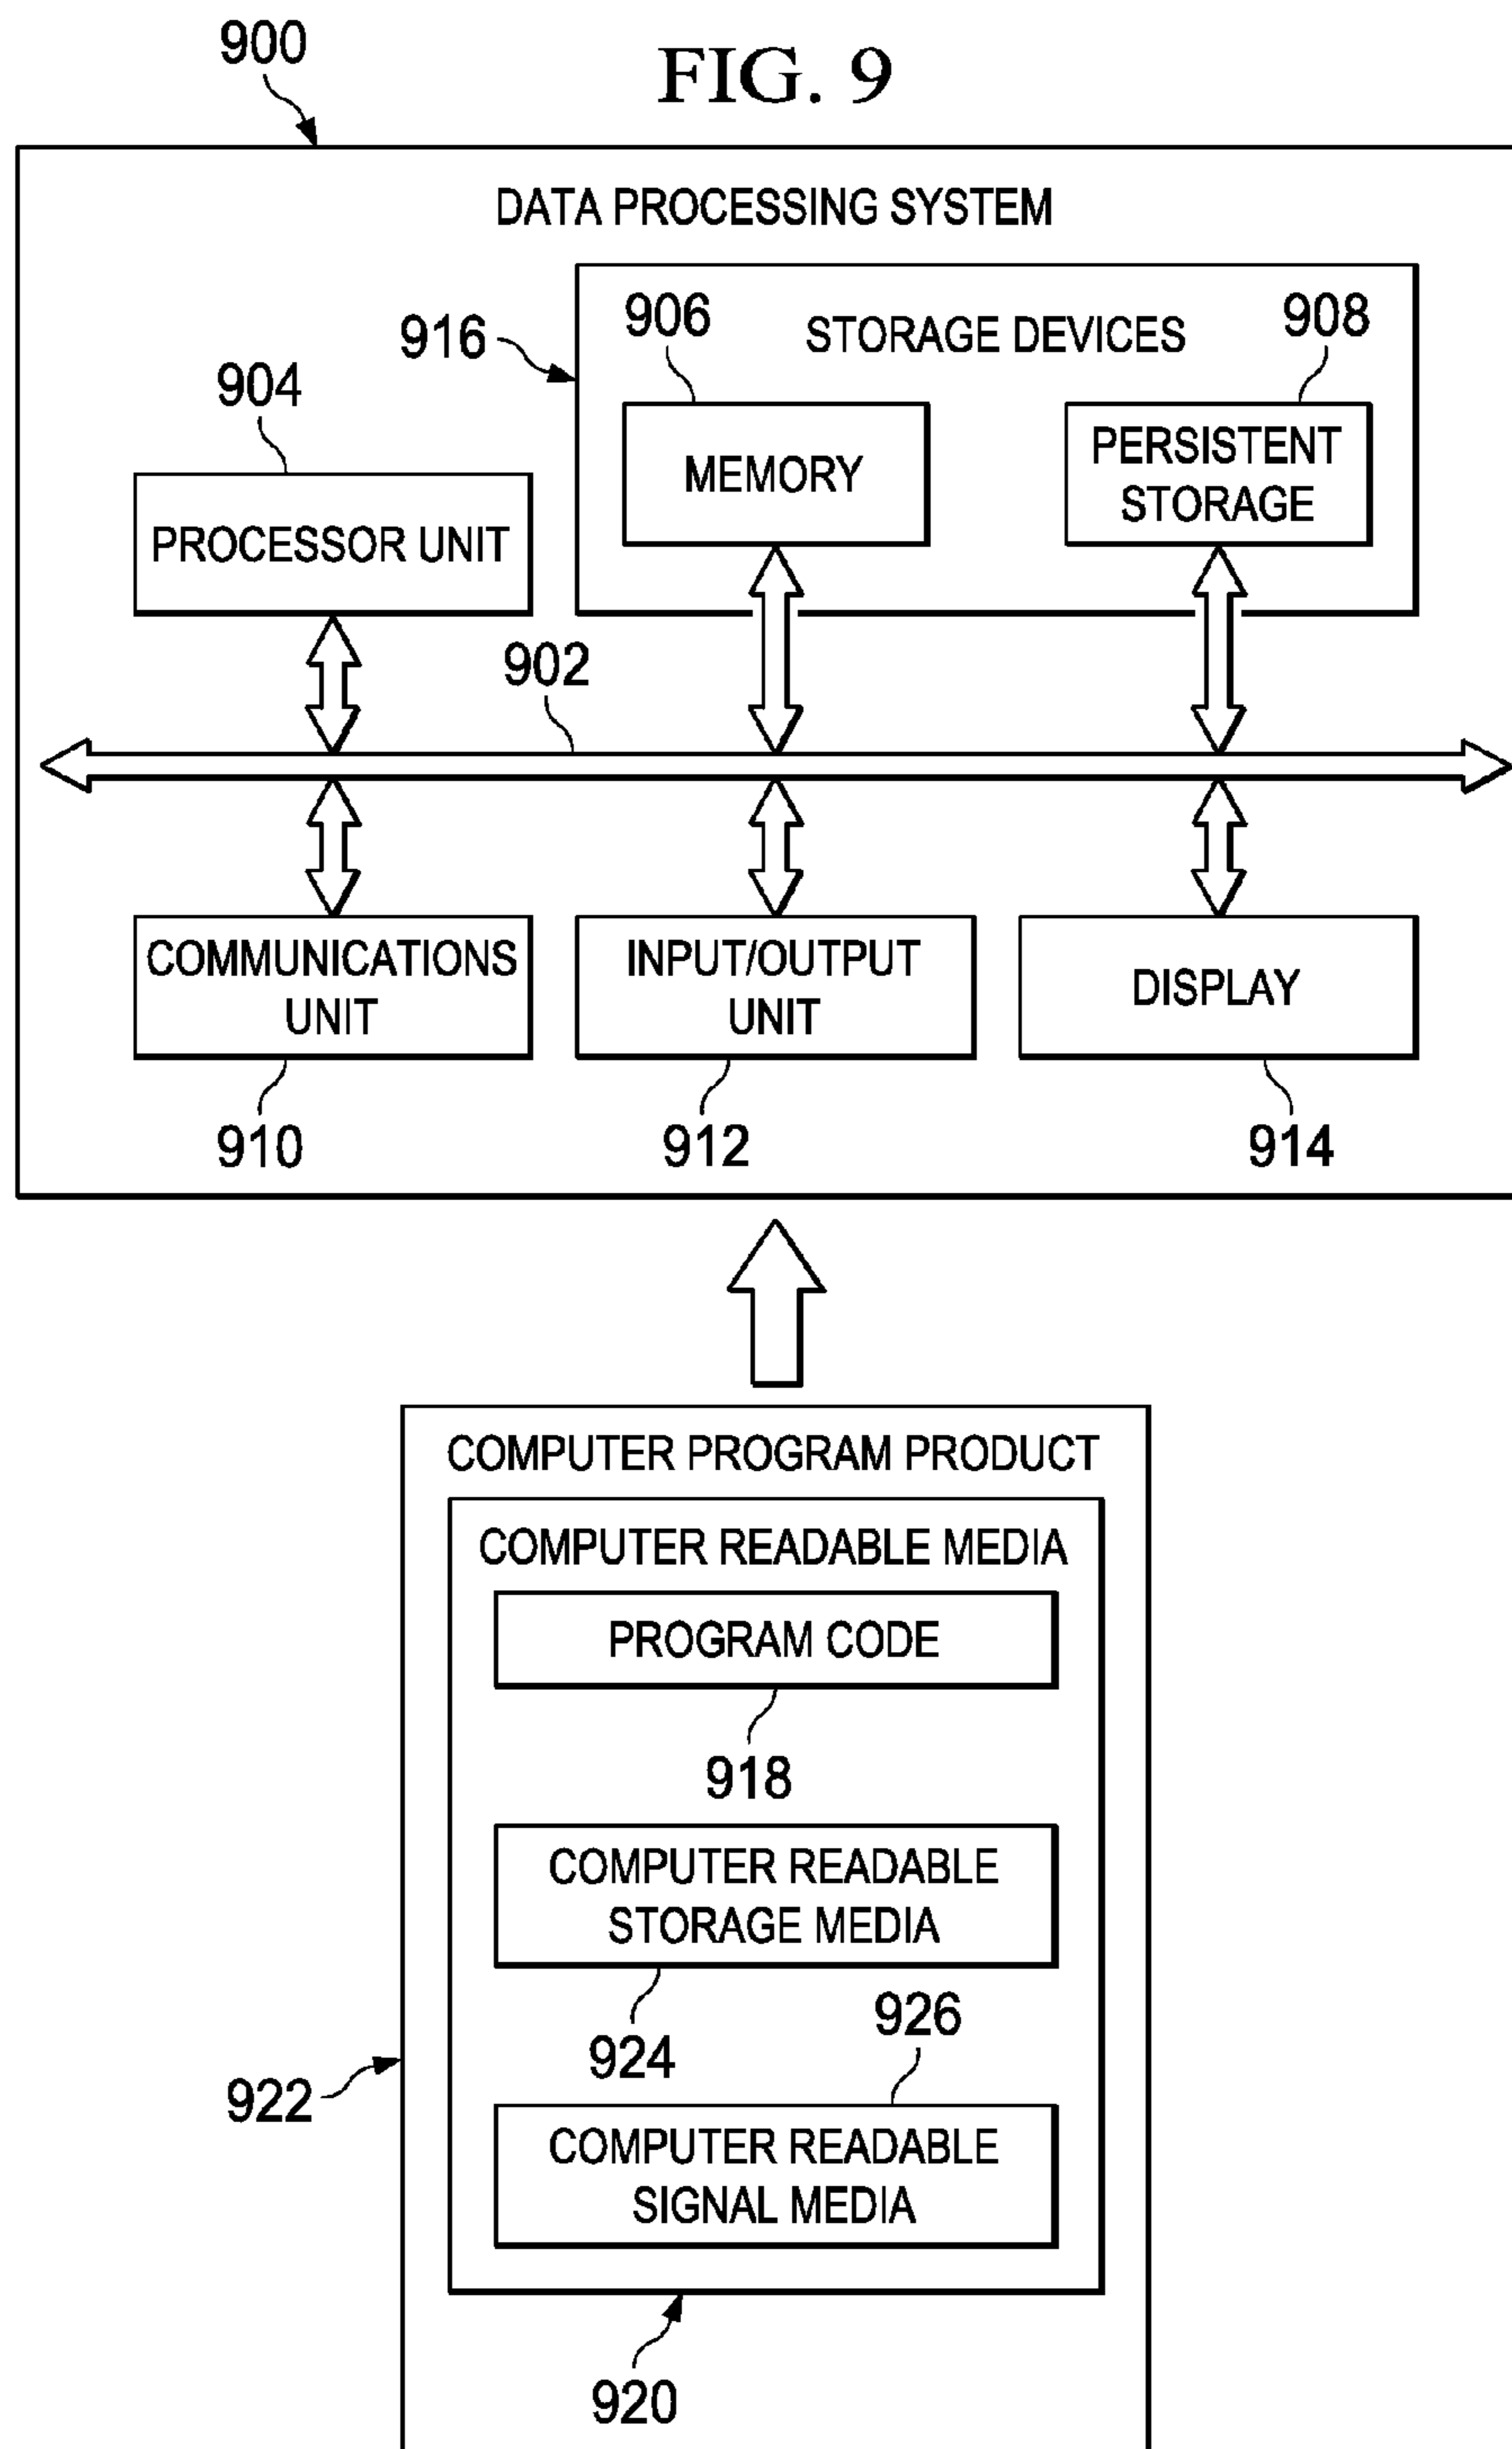 900
FIG. 9
DATA PROCESSING SYSTEM
916
906
STORAGE DEVICES
908
904
MEMORY
PERSISTENT
STORAGE
PROCESSOR UNIT
902
COMMUNICATIONS
UNIT
INPUT/OUTPUT
UNIT
DISPLAY
910
912
914
COMPUTER PROGRAM PRODUCT
COMPUTER READABLE MEDIA
PROGRAM CODE
918
COMPUTER READABLE
STORAGE MEDIA
924
926
922
COMPUTER READABLE
SIGNAL MEDIA
920